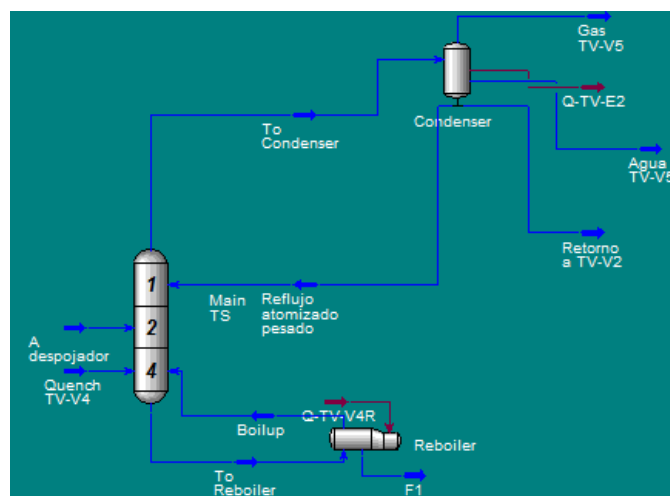 Gas
TV-V5
Q-TV-E2
To
Condenser
Condenser
Agua
TV-V5
Retorno
a TV-V2
1
Main
TS
Reflujo
atomizado
pesado
2
A
despojador
4
Quench
TV-V4
Q-TV-V4R
Boilup
Reboiler
To
Reboiler
F1